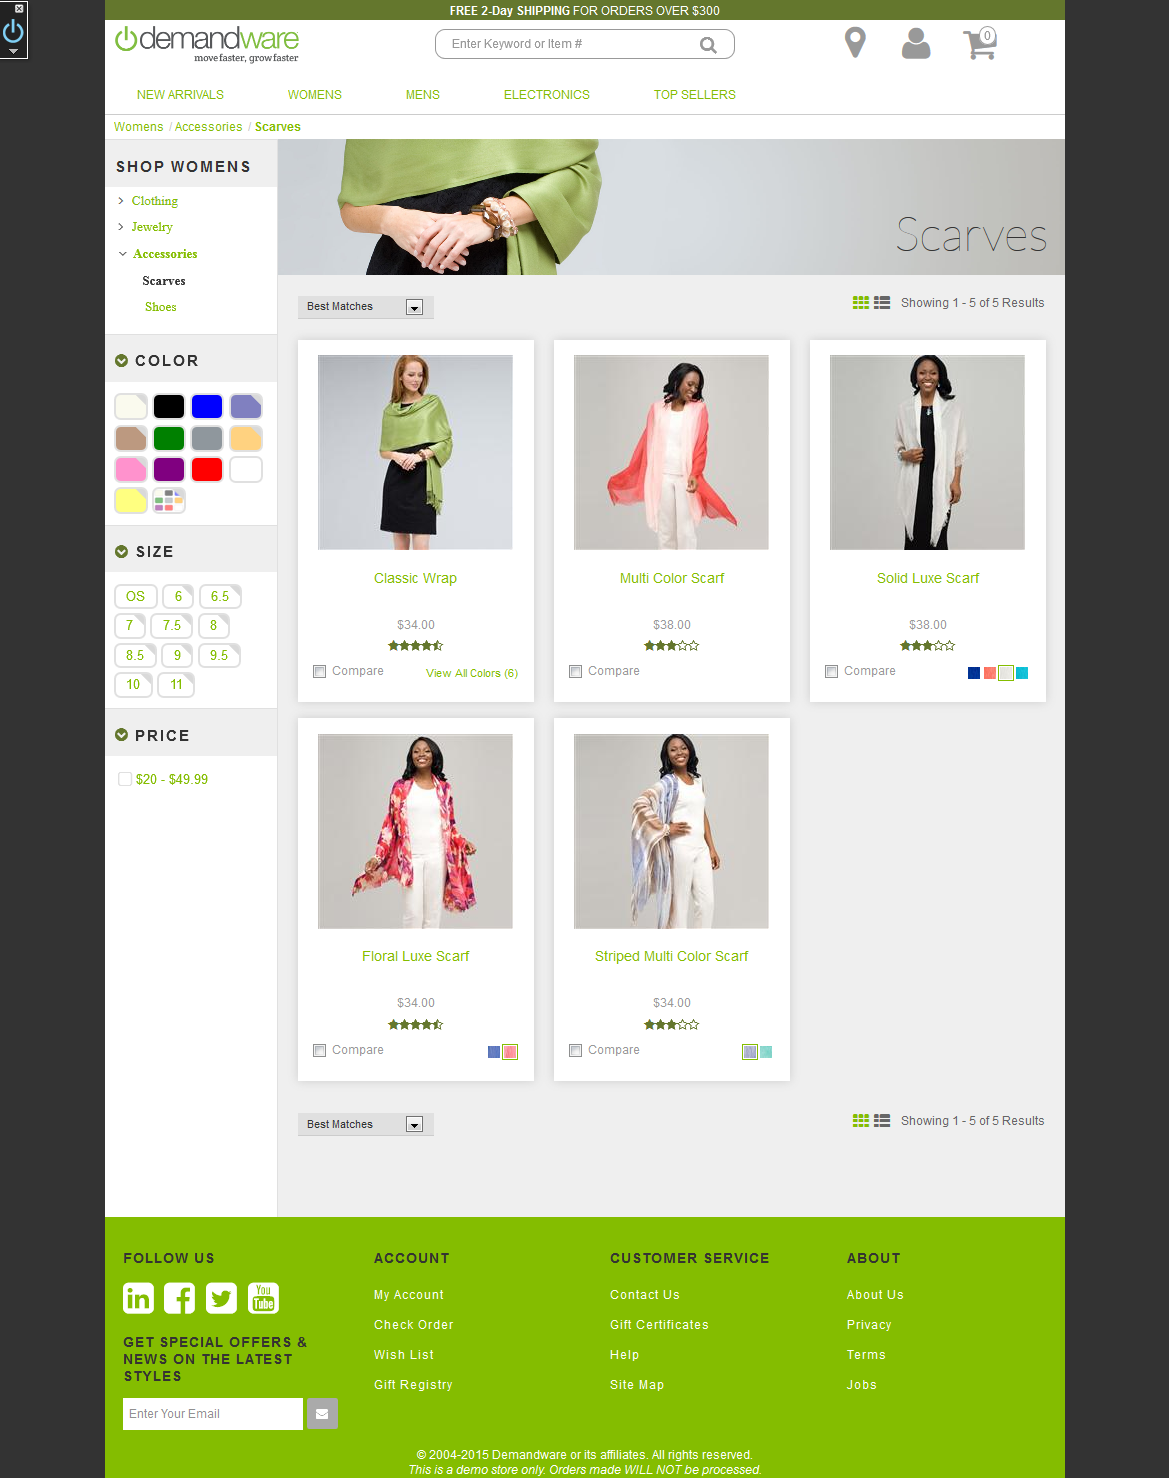 FREE 2-Day SHIPPING FOR ORDERS OVER $300
demandware
move faster, grow faster
Enter Keyword or Item #
0
NEW ARRIVALS WOMENS MENS ELECTRONICS TOP SELLERS
Womens / Accessories / Scarves
SHOP WOMENS
Clothing
Jewelry
Accessories
Scarves
Shoes
COLOR
SIZE
OS 6 6.5
7 7.5 8
8.5 9 9.5
10 11
PRICE
$20 - $49.99
Scarves
Best Matches
Showing 1 - 5 of 5 Results
Classic Wrap
$34.00
Compare
View All Colors (6)
Multi Color Scarf
$38.00
Compare
Solid Luxe Scarf
$38.00
Compare
Floral Luxe Scarf
$34.00
Compare
Striped Multi Color Scarf
$34.00
Compare
Best Matches
Showing 1 - 5 of 5 Results
FOLLOW US
in
You
Tube
GET SPECIAL OFFERS &
NEWS ON THE LATEST
STYLES
Enter Your Email
ACCOUNT
My Account
Check Order
Wish List
Gift Registry
CUSTOMER SERVICE
Contact Us
Gift Certificates
Help
Site Map
ABOUT
About Us
Privacy
Terms
Jobs
© 2004-2015 Demandware or its affiliates. All rights reserved.
This is a demo store only. Orders made WILL NOT be processed.